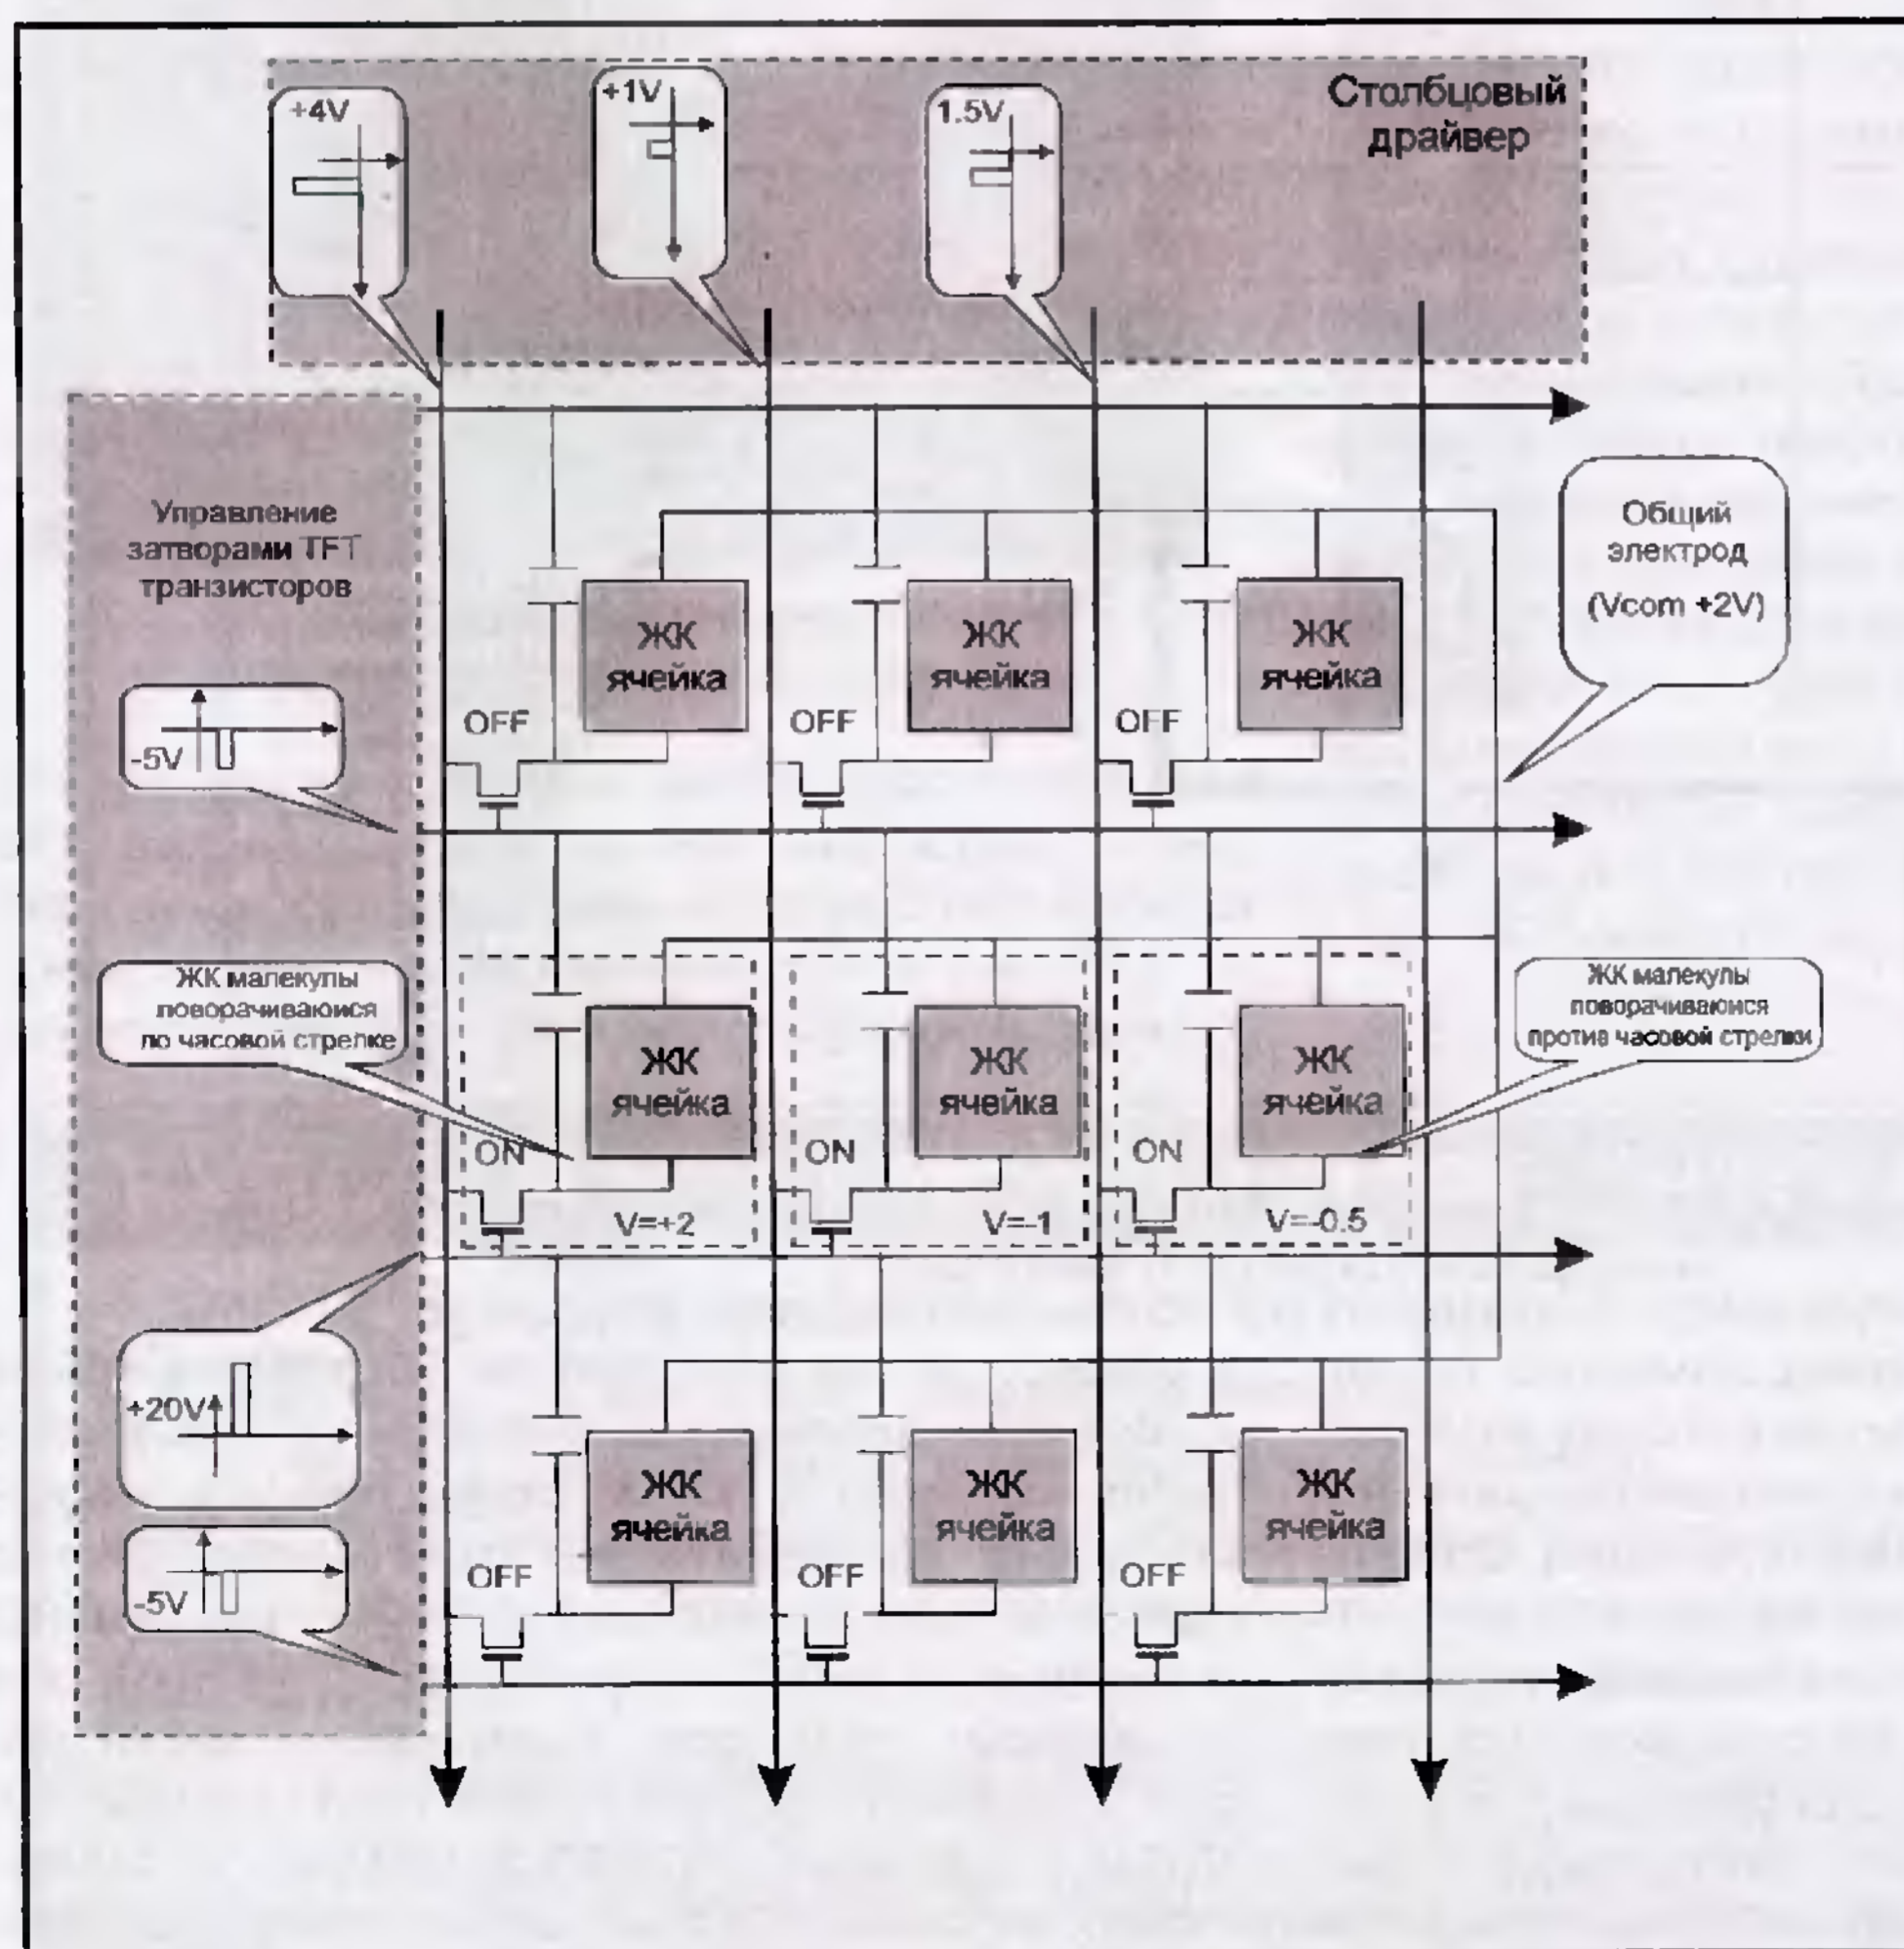 +4V
+1V
1.5V
Столбцовый
драйвер
Управление
затворами TFT
транзисторов
Общий
электрод
(Vcom +2V)
ЖК
ячейка
ЖК
ячейка
ЖК
ячейка
OFF
OFF
OFF
-5V
ЖК малекулы
поворачиваюися
по часовой стрелке
ЖК малекулы
поворачиваюися
против часовой стрелки
ЖК
ячейка
ЖК
ячейка
ЖК
ячейка
ON
ON
ON
V=+2
V=-1
V=-0.5
+20V
ЖК
ячейка
ЖК
ячейка
ЖК
ячейка
OFF
OFF
OFF
-5V